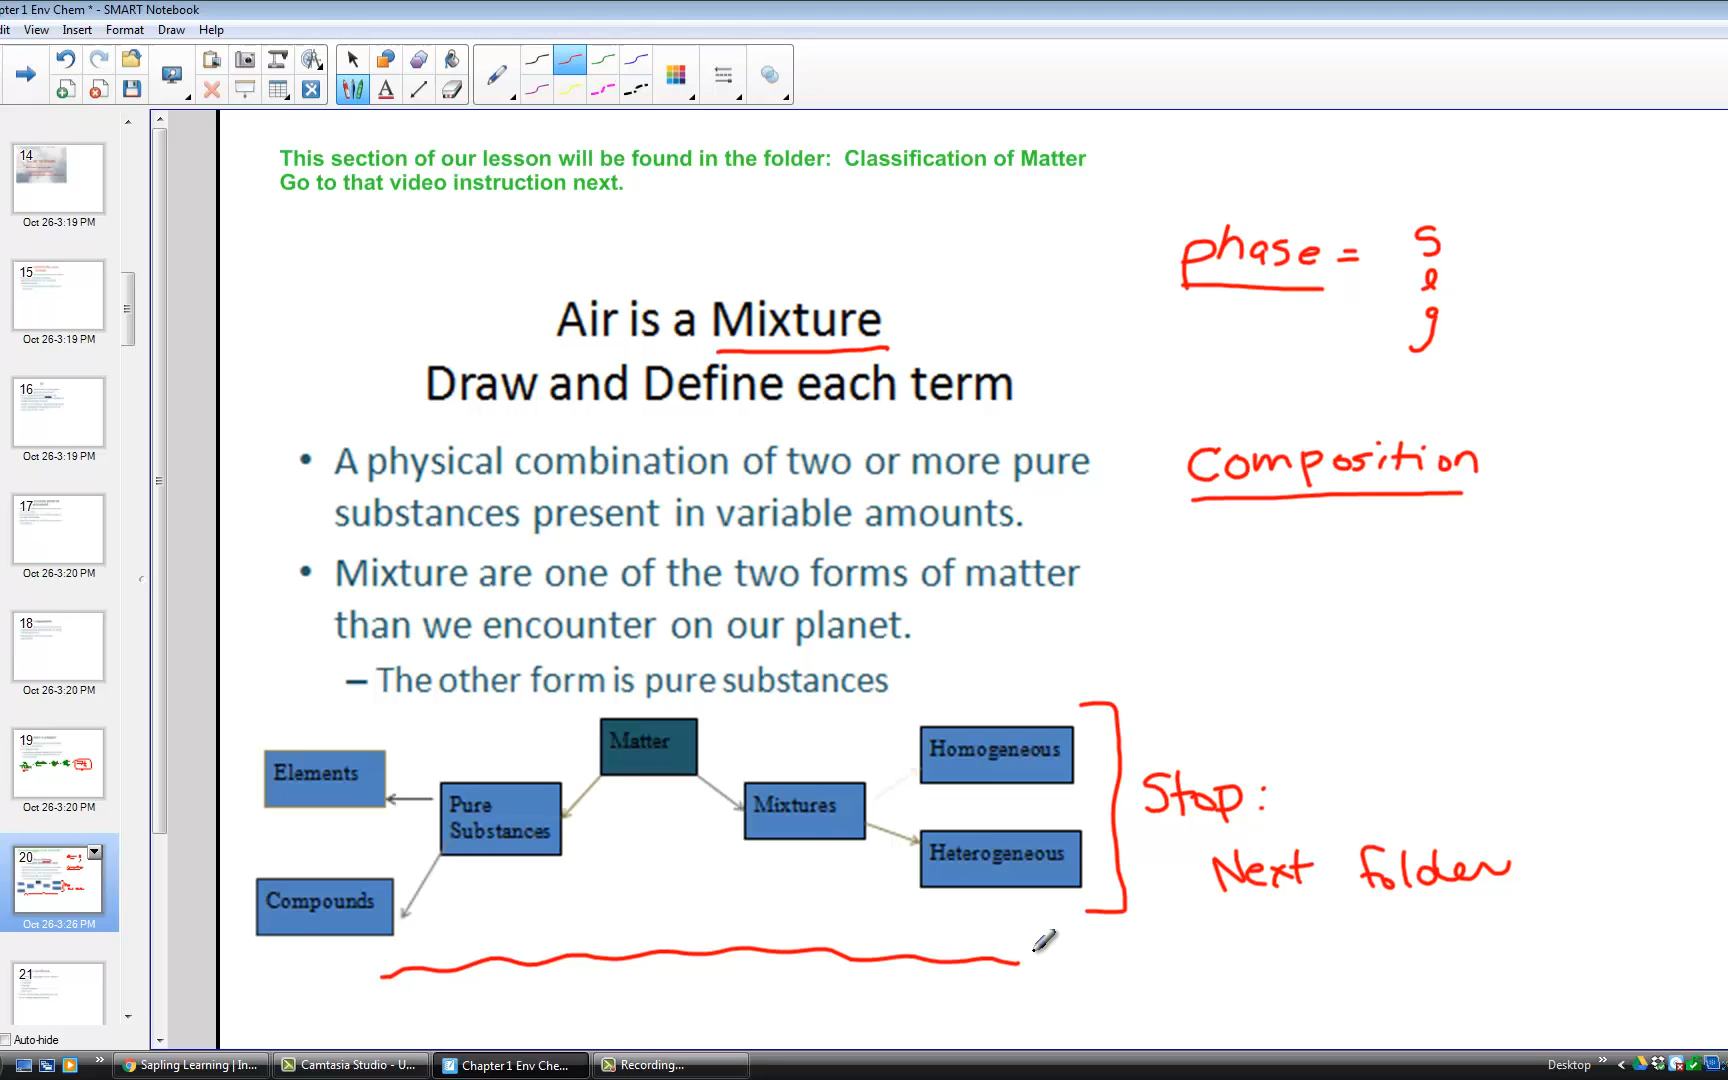 pter 1 Env Chem * - SMART Notebook
dit View Insert Format Draw Help
14
Oct 26-3:19 PM
15
Oct 26-3:19 PM
16
Oct 26-3:19 PM
17
Oct 26-3:20 PM
18
Oct 26-3:20 PM
19
Oct 26-3:20 PM
20
Oct 26-3:26 PM
21
Auto-hide
This section of our lesson will be found in the folder: Classification of Matter
Go to that video instruction next.
phase = s
l
g
Air is a Mixture
Draw and Define each term
• A physical combination of two or more pure
substances present in variable amounts.
• Mixture are one of the two forms of matter
than we encounter on our planet.
– The other form is pure substances
Composition
Matter
Elements
Pure
Substances
Compounds
Mixtures
Homogeneous
Heterogeneous
Stop:
Next folder
Sapling Learning | In...
Camtasia Studio - U...
Chapter 1 Env Che...
Recording...
Desktop